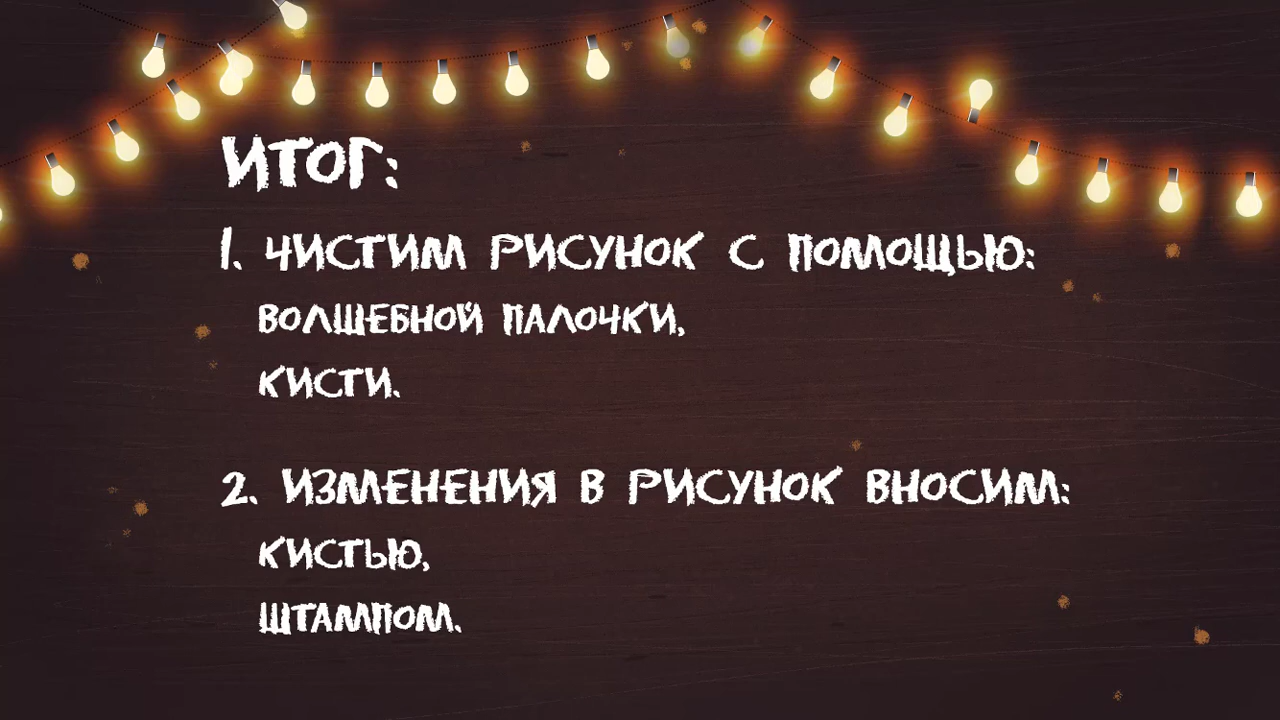 ИТОГ:
1. ЧИСТИМ РИСУНОК С ПОМОЩЬЮ:
ВОЛШЕБНОЙ ПАЛОЧКИ,
КИСТИ.
2. ИЗМЕНЕНИЯ В РИСУНОК ВНОСИМ:
КИСТЬЮ,
ШТАМПОМ.